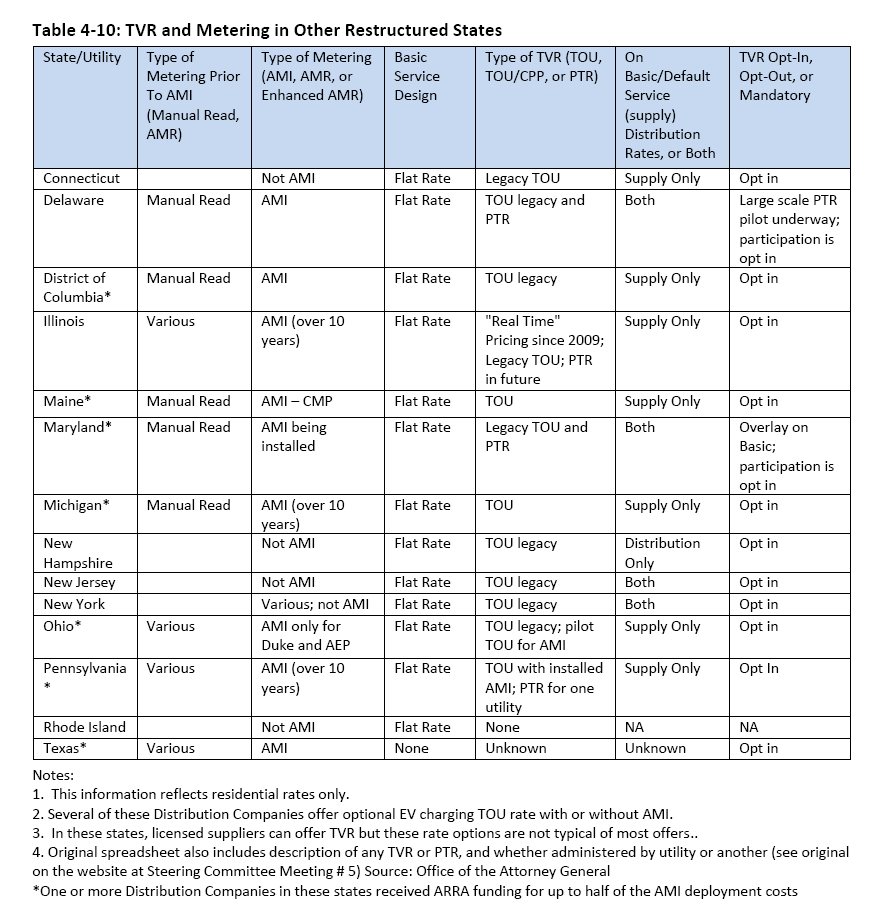 Table 4-10: TVR and Metering in Other Restructured States
State/Utility
Type of
Metering Prior
To AMI
(Manual Read,
AMR)
Type of Metering
(AMI, AMR, or
Enhanced AMR)
Basic
Service
Design
Type of TVR (TOU,
TOU/CPP, or PTR)
On
Basic/Default
Service
(supply)
Distribution
Rates, or Both
TVR Opt-In,
Opt-Out, or
Mandatory
Connecticut
Not AMI
Flat Rate
Legacy TOU
Supply Only
Opt in
Delaware
Manual Read
AMI
Flat Rate
TOU legacy and
PTR
Both
Large scale PTR
pilot underway;
participation is
opt in
District of
Columbia*
Manual Read
AMI
Flat Rate
TOU legacy
Supply Only
Opt in
Illinois
Various
AMI (over 10
years)
Flat Rate
"Real Time"
Pricing since 2009;
Legacy TOU; PTR
in future
Supply Only
Opt in
Maine*
Manual Read
AMI – CMP
Flat Rate
TOU
Supply Only
Opt in
Maryland*
Manual Read
AMI being
installed
Flat Rate
Legacy TOU and
PTR
Both
Overlay on
Basic;
participation is
opt in
Michigan*
Manual Read
AMI (over 10
years)
Flat Rate
TOU
Supply Only
Opt in
New
Hampshire
Not AMI
Flat Rate
TOU legacy
Distribution
Only
Opt in
New Jersey
Not AMI
Flat Rate
TOU legacy
Both
Opt in
New York
Various; not AMI
Flat Rate
TOU legacy
Both
Opt in
Ohio*
Various
AMI only for
Duke and AEP
Flat Rate
TOU legacy; pilot
TOU for AMI
Supply Only
Opt in
Pennsylvania
*
Various
AMI (over 10
years)
Flat Rate
TOU with installed
AMI; PTR for one
utility
Supply Only
Opt In
Rhode Island
Not AMI
Flat Rate
None
NA
NA
Texas*
Various
AMI
None
Unknown
Unknown
Opt in
Notes:
1. This information reflects residential rates only.
2. Several of these Distribution Companies offer optional EV charging TOU rate with or without AMI.
3. In these states, licensed suppliers can offer TVR but these rate options are not typical of most offers..
4. Original spreadsheet also includes description of any TVR or PTR, and whether administered by utility or another (see original
on the website at Steering Committee Meeting # 5) Source: Office of the Attorney General
*One or more Distribution Companies in these states received ARRA funding for up to half of the AMI deployment costs